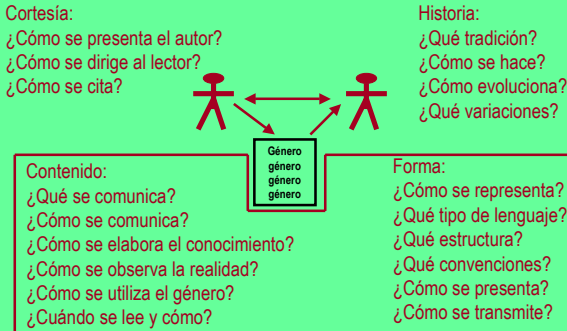 Cortesía:
¿Cómo se presenta el autor?
¿Cómo se dirige al lector?
¿Cómo se cita?
Historia:
¿Qué tradición?
¿Cómo se hace?
¿Cómo evoluciona?
¿Qué variaciones?
Género
género
género
género
Contenido:
¿Qué se comunica?
¿Cómo se comunica?
¿Cómo se elabora el conocimiento?
¿Cómo se observa la realidad?
¿Cómo se utiliza el género?
¿Cuándo se lee y cómo?
Forma:
¿Cómo se representa?
¿Qué tipo de lenguaje?
¿Qué estructura?
¿Qué convenciones?
¿Cómo se presenta?
¿Cómo se transmite?